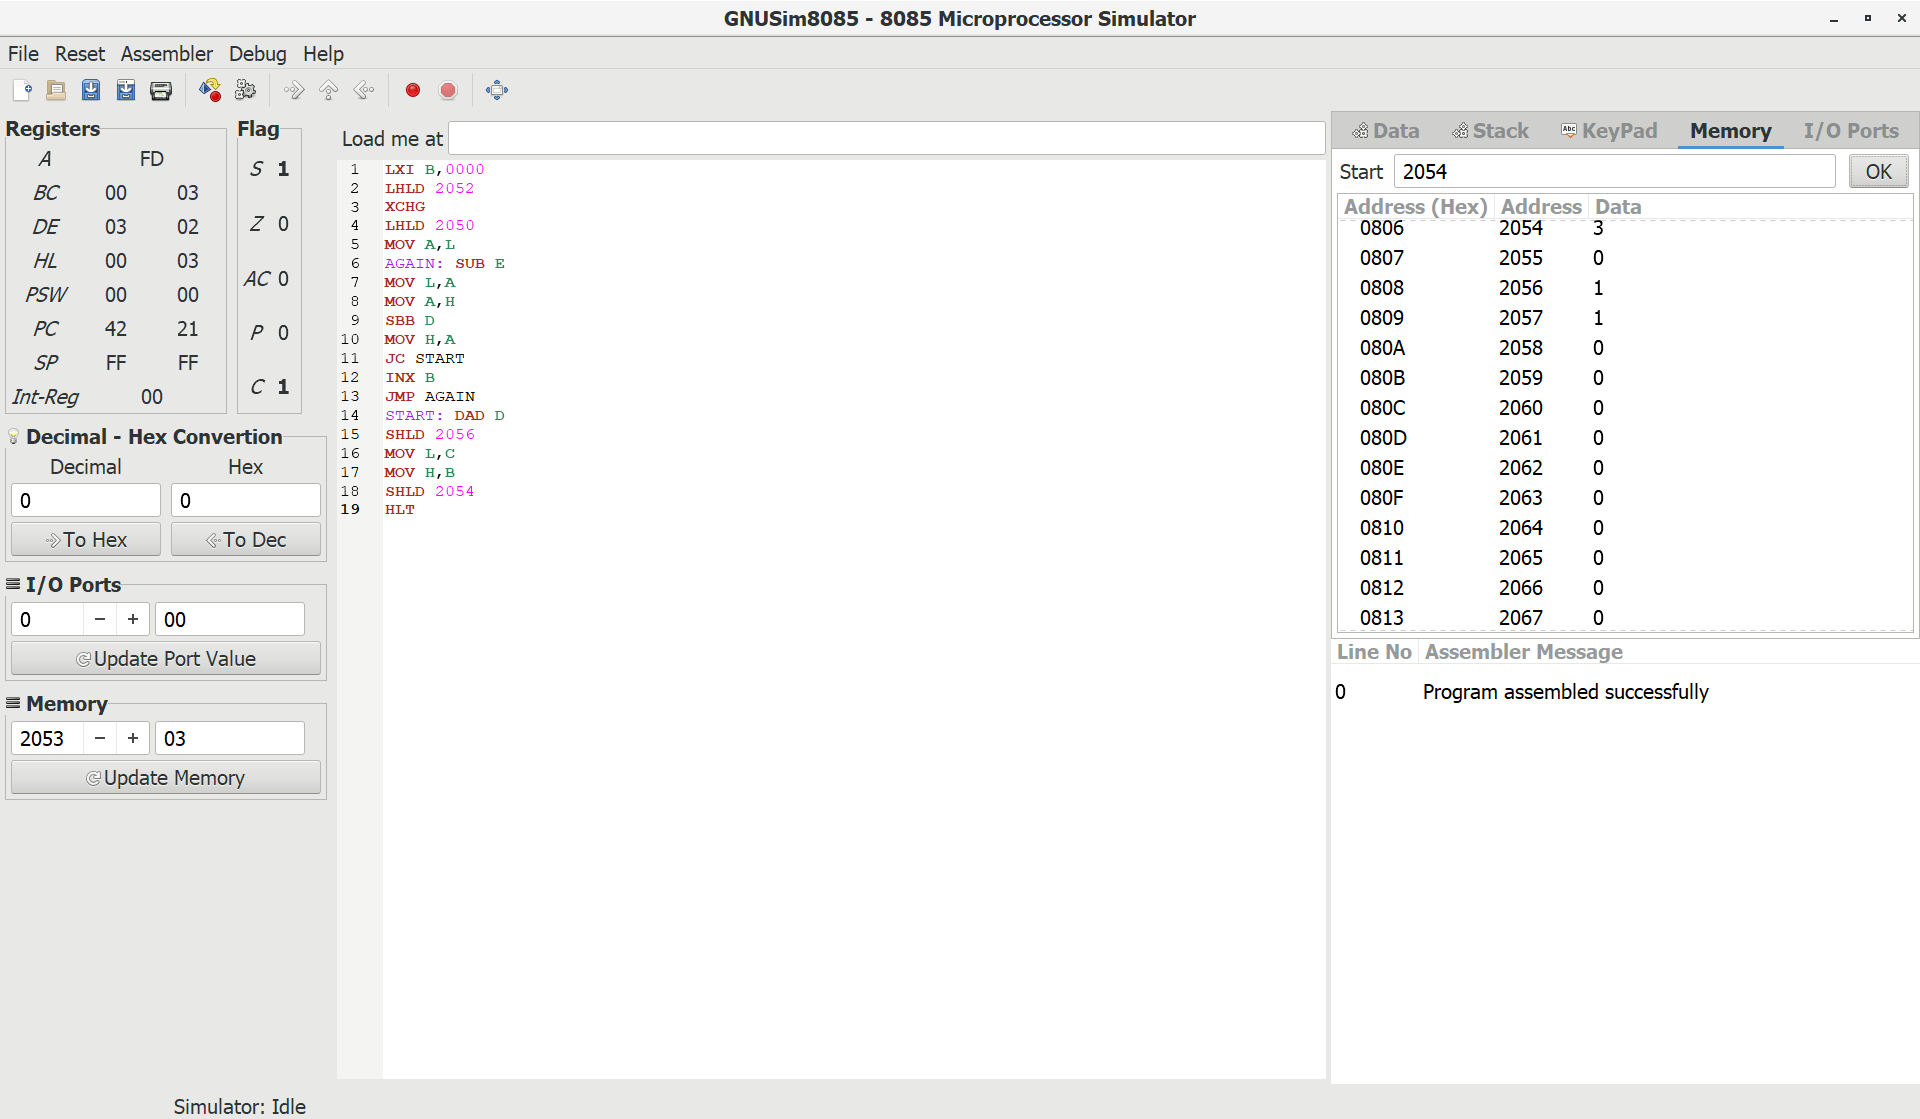 GNUSim8085 - 8085 Microprocessor Simulator
File Reset Assembler Debug Help
Registers
A FD
BC 00 03
DE 03 02
HL 00 03
PSW 00 00
PC 42 21
SP FF FF
Int-Reg 00
Flag
S 1
Z 0
AC 0
P 0
C 1
Decimal - Hex Convertion
Decimal Hex
0 0
To Hex To Dec
I/O Ports
0 − + 00
Update Port Value
Memory
2053 − + 03
Update Memory
Load me at
1 LXI B,0000
2 LHLD 2052
3 XCHG
4 LHLD 2050
5 MOV A,L
6 AGAIN: SUB E
7 MOV L,A
8 MOV A,H
9 SBB D
10 MOV H,A
11 JC START
12 INX B
13 JMP AGAIN
14 START: DAD D
15 SHLD 2056
16 MOV L,C
17 MOV H,B
18 SHLD 2054
19 HLT
Data Stack Abc KeyPad Memory I/O Ports
Start 2054 OK
Address (Hex) Address Data
0806 2054 3
0807 2055 0
0808 2056 1
0809 2057 1
080A 2058 0
080B 2059 0
080C 2060 0
080D 2061 0
080E 2062 0
080F 2063 0
0810 2064 0
0811 2065 0
0812 2066 0
0813 2067 0
Line No Assembler Message
0 Program assembled successfully
Simulator: Idle